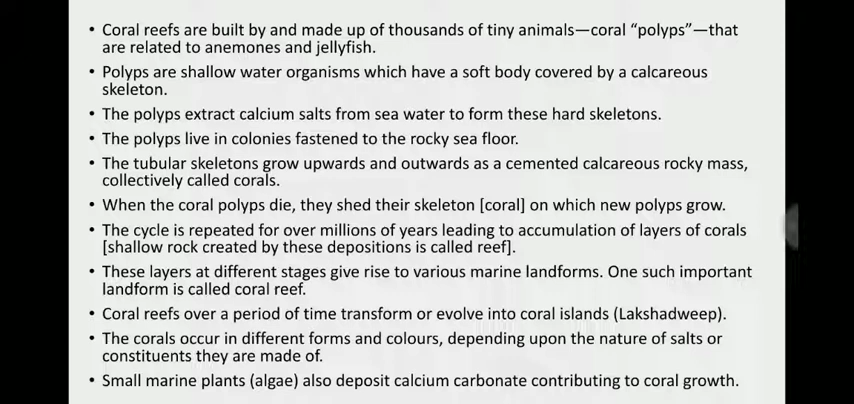 • Coral reefs are built by and made up of thousands of tiny animals—coral “polyps”—that
are related to anemones and jellyfish.
• Polyps are shallow water organisms which have a soft body covered by a calcareous
skeleton.
• The polyps extract calcium salts from sea water to form these hard skeletons.
• The polyps live in colonies fastened to the rocky sea floor.
• The tubular skeletons grow upwards and outwards as a cemented calcareous rocky mass,
collectively called corals.
• When the coral polyps die, they shed their skeleton [coral] on which new polyps grow.
• The cycle is repeated for over millions of years leading to accumulation of layers of corals
[shallow rock created by these depositions is called reef].
• These layers at different stages give rise to various marine landforms. One such important
landform is called coral reef.
• Coral reefs over a period of time transform or evolve into coral islands (Lakshadweep).
• The corals occur in different forms and colours, depending upon the nature of salts or
constituents they are made of.
• Small marine plants (algae) also deposit calcium carbonate contributing to coral growth.